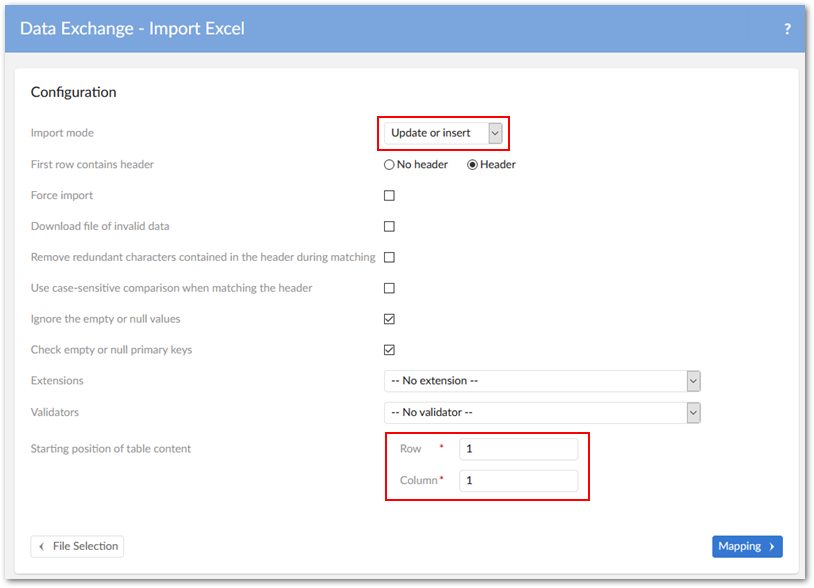 Data Exchange - Import Excel ?
Configuration
Import mode Update or insert
First row contains header No header Header
Force import
Download file of invalid data
Remove redundant characters contained in the header during matching
Use case-sensitive comparison when matching the header
Ignore the empty or null values
Check empty or null primary keys
Extensions -- No extension --
Validators -- No validator --
Starting position of table content Row * 1
Column * 1
File Selection Mapping